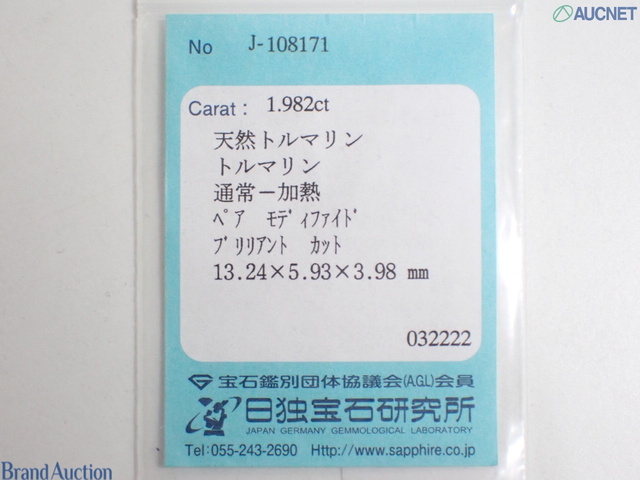 AUCNET
No J-108171
Carat : 1.982ct
天然トルマリン
トルマリン
通常－加熱
ﾍﾟｱ ﾓﾃﾞｨﾌｧｲﾄﾞ
ﾌﾞﾘﾘｱﾝﾄ ｶｯﾄ
13.24×5.93×3.98 mm
032222
宝石鑑別団体協議会(A.G.L)会員
日独宝石研究所
JAPAN GERMANY GEMMOLOGICAL LABORATORY
Tel:055-243-2690 Http://www.sapphire.co.jp
Brand Auction